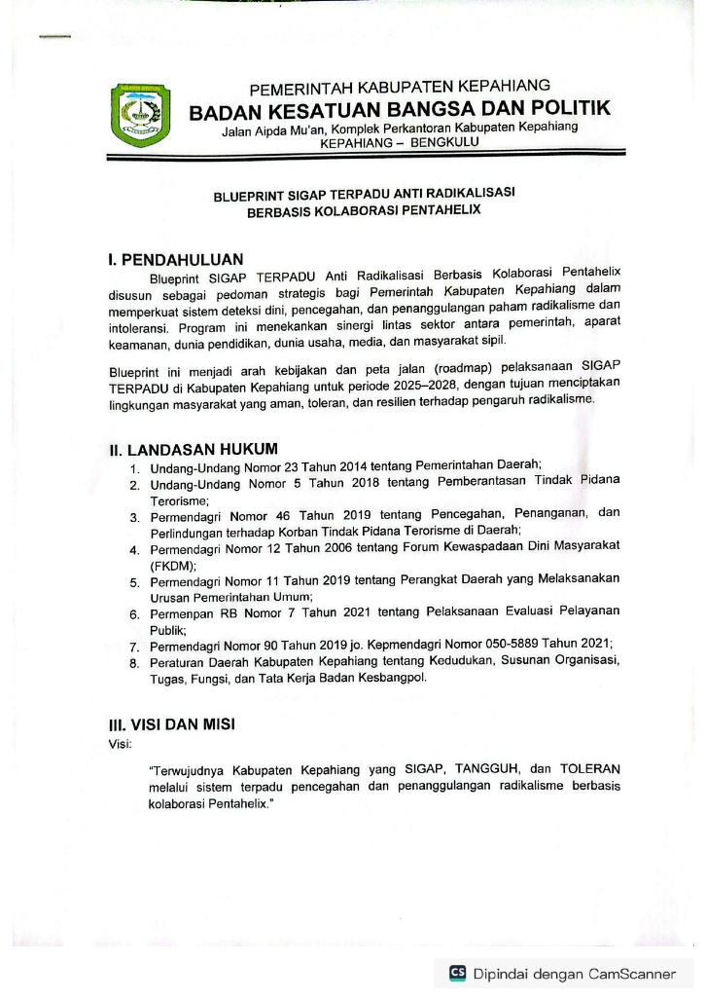 PEMERINTAH KABUPATEN KEPAHIANG
BADAN KESATUAN BANGSA DAN POLITIK
Jalan Aipda Mu'an, Komplek Perkantoran Kabupaten Kepahiang
KEPAHIANG – BENGKULU
BLUEPRINT SIGAP TERPADU ANTI RADIKALISASI
BERBASIS KOLABORASI PENTAHELIX
I. PENDAHULUAN
Blueprint SIGAP TERPADU Anti Radikalisasi Berbasis Kolaborasi Pentahelix
disusun sebagai pedoman strategis bagi Pemerintah Kabupaten Kepahiang dalam
memperkuat sistem deteksi dini, pencegahan, dan penanggulangan paham radikalisme dan
intoleransi. Program ini menekankan sinergi lintas sektor antara pemerintah, aparat
keamanan, dunia pendidikan, dunia usaha, media, dan masyarakat sipil.
Blueprint ini menjadi arah kebijakan dan peta jalan (roadmap) pelaksanaan SIGAP
TERPADU di Kabupaten Kepahiang untuk periode 2025–2028, dengan tujuan menciptakan
lingkungan masyarakat yang aman, toleran, dan resilien terhadap pengaruh radikalisme.
II. LANDASAN HUKUM
1. Undang-Undang Nomor 23 Tahun 2014 tentang Pemerintahan Daerah;
2. Undang-Undang Nomor 5 Tahun 2018 tentang Pemberantasan Tindak Pidana
Terorisme;
3. Permendagri Nomor 46 Tahun 2019 tentang Pencegahan, Penanganan, dan
Perlindungan terhadap Korban Tindak Pidana Terorisme di Daerah;
4. Permendagri Nomor 12 Tahun 2006 tentang Forum Kewaspadaan Dini Masyarakat
(FKDM);
5. Permendagri Nomor 11 Tahun 2019 tentang Perangkat Daerah yang Melaksanakan
Urusan Pemerintahan Umum;
6. Permenpan RB Nomor 7 Tahun 2021 tentang Pelaksanaan Evaluasi Pelayanan
Publik;
7. Permendagri Nomor 90 Tahun 2019 jo. Kepmendagri Nomor 050-5889 Tahun 2021;
8. Peraturan Daerah Kabupaten Kepahiang tentang Kedudukan, Susunan Organisasi,
Tugas, Fungsi, dan Tata Kerja Badan Kesbangpol.
III. VISI DAN MISI
Visi:
"Terwujudnya Kabupaten Kepahiang yang SIGAP, TANGGUH, dan TOLERAN
melalui sistem terpadu pencegahan dan penanggulangan radikalisme berbasis
kolaborasi Pentahelix."
CS Dipindai dengan CamScanner